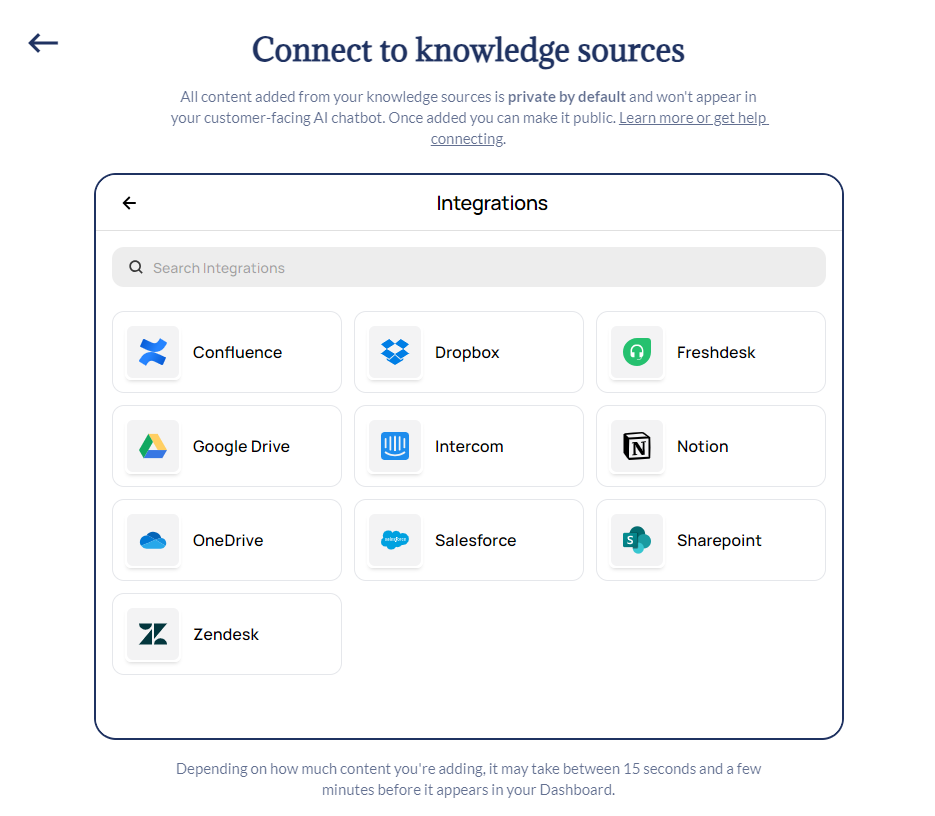 Connect to knowledge sources
All content added from your knowledge sources is private by default and won't appear in
your customer-facing AI chatbot. Once added you can make it public. Learn more or get help
connecting.
Integrations
Search Integrations
Confluence
Dropbox
Freshdesk
Google Drive
Intercom
N
Notion
OneDrive
salesforce
Salesforce
S
Sharepoint
Zendesk
Depending on how much content you're adding, it may take between 15 seconds and a few
minutes before it appears in your Dashboard.